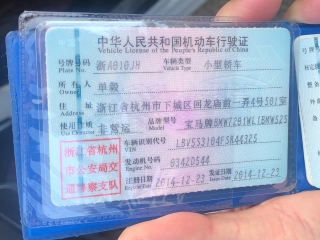 中华人民共和国机动车行驶证
Vehicle License of the People's Republic of China
号牌号码 浙A91GJH 车辆类型 小型轿车
Plate No. Vehicle Type
所有人 单毅
Owner
住址 浙江省杭州市下城区回龙庙前一弄4号5B1室
Address
使用性质 非营运 品牌型号 宝马牌BMW7201WL(BMW525
Use Character Model
浙江省杭州
市公安局交
通警察支队
车辆识别代号 LBV5S3104FSA44325
VIN
发动机号码 03420544
Engine No.
注册日期 2014-12-23 发证日期 2014-12-23
Register Date Issue Date